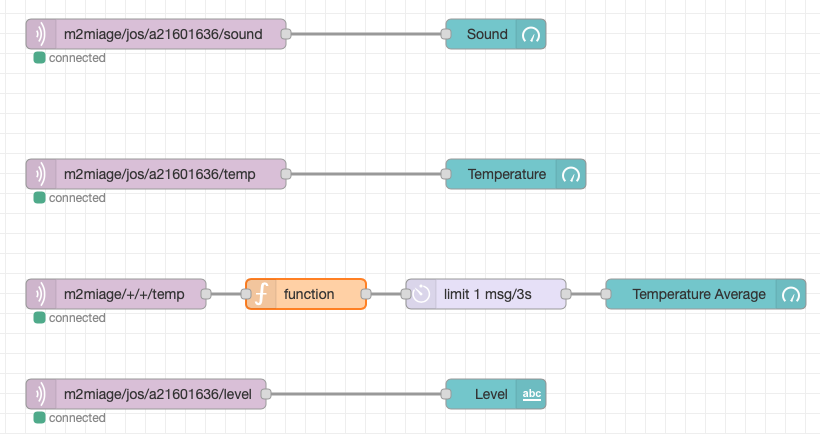 m2miage/jos/a21601636/sound
Sound
connected
m2miage/jos/a21601636/temp
Temperature
connected
m2miage/+/+/temp
function
limit 1 msg/3s
Temperature Average
connected
m2miage/jos/a21601636/level
Level
abc
connected